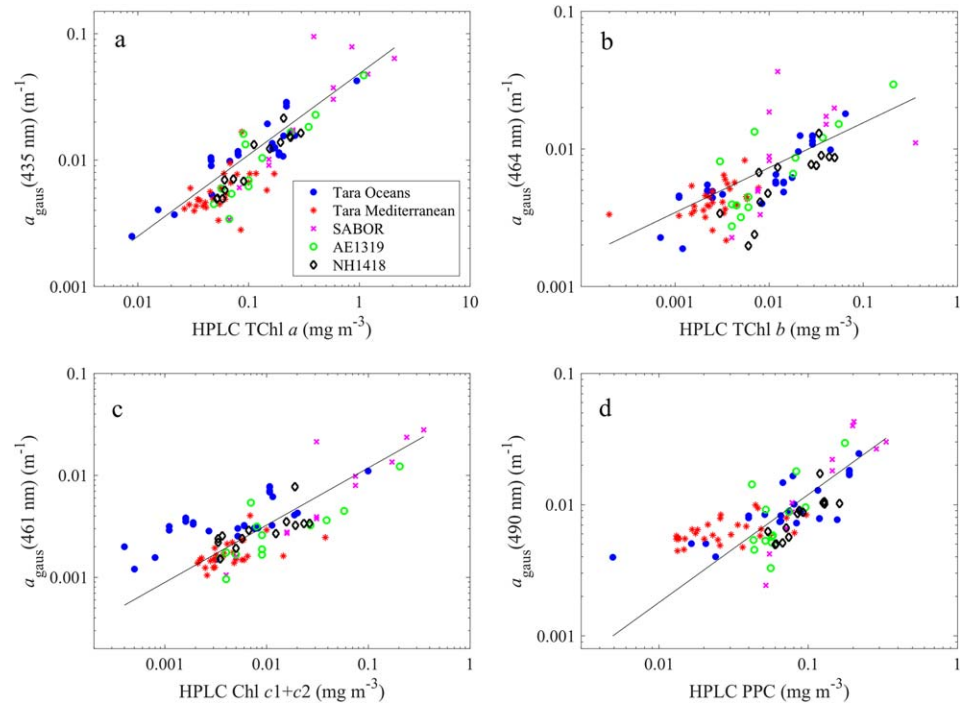 a
0.1
0.01
0.001
a gaus (435 nm) (m-1)
Tara Oceans
Tara Mediterranean
SABOR
AE1319
NH1418
0.01 0.1 1 10
HPLC TChl a (mg m-3)
b
0.1
0.01
0.001
a gaus (464 nm) (m-1)
0.001 0.01 0.1 1
HPLC TChl b (mg m-3)
c
0.1
0.01
0.001
a gaus (461 nm) (m-1)
0.001 0.01 0.1 1
HPLC Chl c1+c2 (mg m-3)
d
0.1
0.01
0.001
a gaus (490 nm) (m-1)
0.01 0.1 1
HPLC PPC (mg m-3)